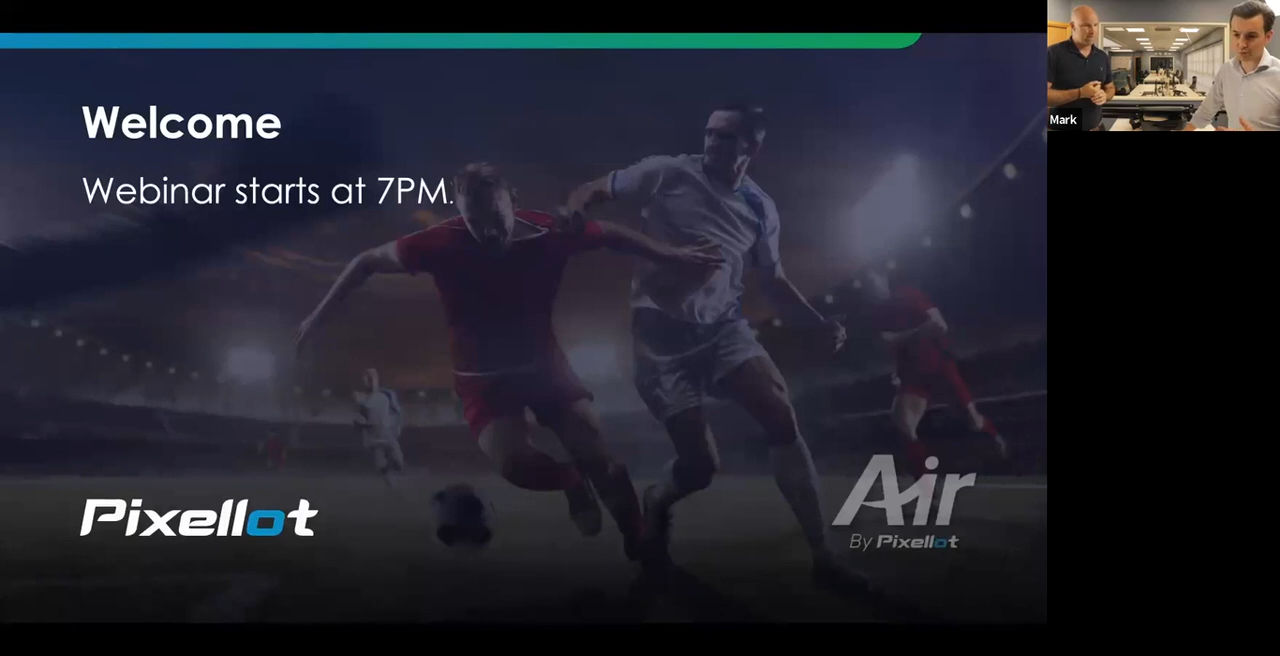 Welcome
Webinar starts at 7PM.
Pixellot
Air
By Pixellot
Mark